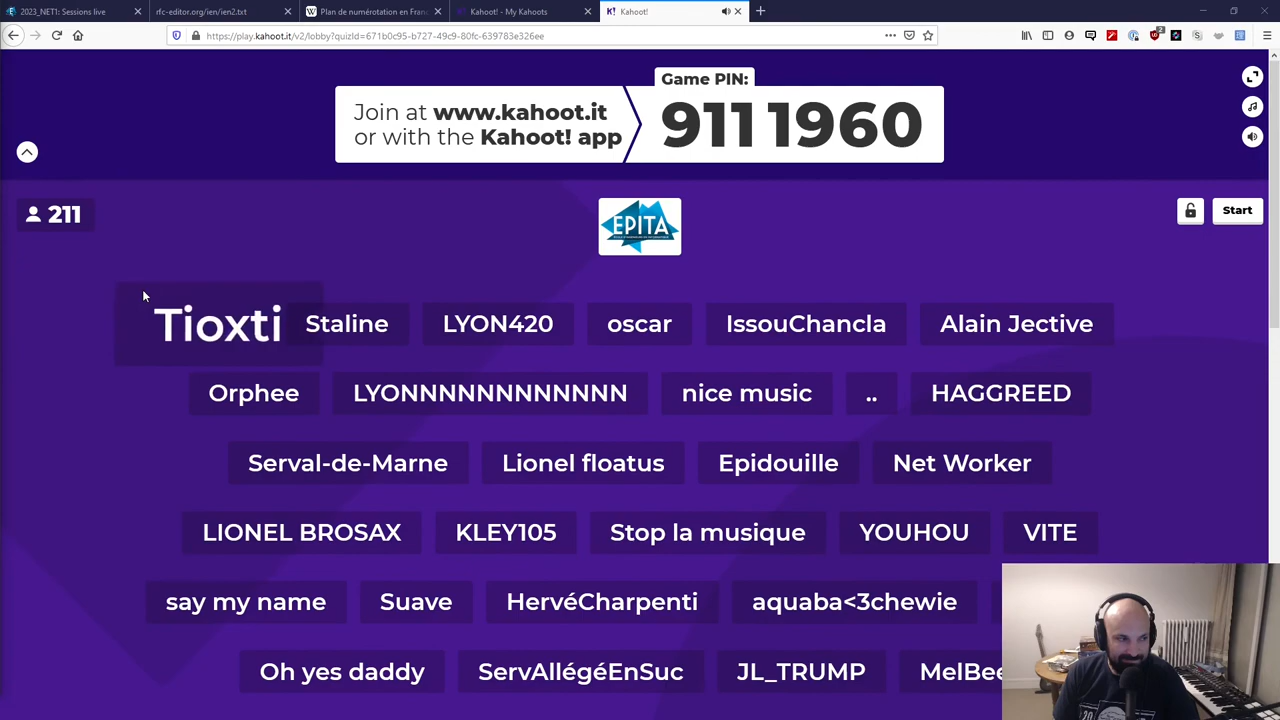 2023_NET1: Sessions live
rfc-editor.org/ien/ien2.txt
Plan de numérotation en Franc
Kahoot! - My Kahoots
Kahoot!
https://play.kahoot.it/v2/lobby?quizId=671b0c95-b727-49c9-80fc-639783e326ee
Game PIN:
Join at www.kahoot.it
or with the Kahoot! app
911 1960
211
EPITA
Start
Tioxti Staline LYON420 oscar IssouChancla Alain Jective
Orphee LYONNNNNNNNNNNN nice music .. HAGGREED
Serval-de-Marne Lionel floatus Epidouille Net Worker
LIONEL BROSAX KLEY105 Stop la musique YOUHOU VITE
say my name Suave HervéCharpenti aquaba<3chewie
Oh yes daddy ServAllégéEnSuc JL_TRUMP MelBee